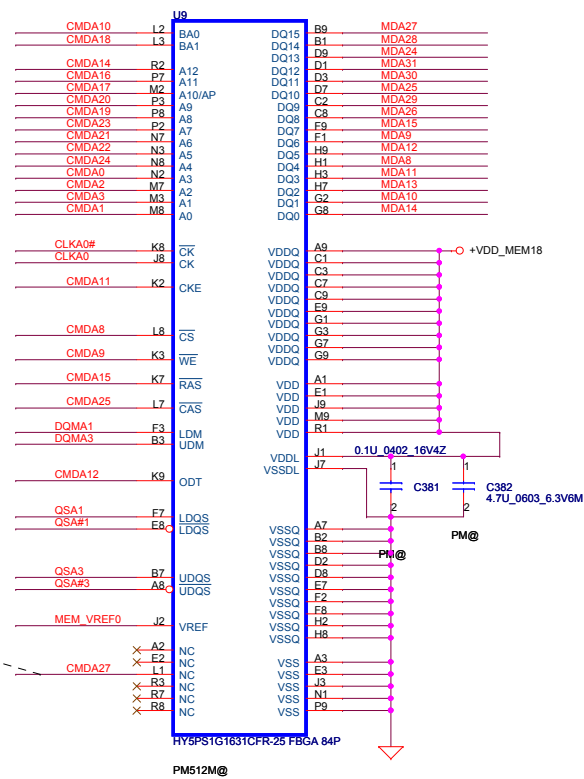 U9
CMDA10 L2 BA0 DQ15 B9 MDA27
CMDA18 L3 BA1 DQ14 B1 MDA28
DQ13 D9 MDA24
CMDA14 R2 A12 DQ12 D1 MDA31
CMDA16 P7 A11 DQ11 D3 MDA30
CMDA17 M2 A10/AP DQ10 D7 MDA25
CMDA20 P3 A9 DQ9 C2 MDA29
CMDA19 P8 A8 DQ8 C8 MDA26
CMDA23 P2 A7 DQ7 F9 MDA15
CMDA21 N7 A6 DQ6 F1 MDA9
CMDA22 N3 A5 DQ5 H9 MDA12
CMDA24 N8 A4 DQ4 H1 MDA8
CMDA0 N2 A3 DQ3 H3 MDA11
CMDA2 M7 A2 DQ2 H7 MDA13
CMDA3 M3 A1 DQ1 G2 MDA10
CMDA1 M8 A0 DQ0 G8 MDA14
CLKA0# K8 CK VDDQ A9 +VDD_MEM18
CLKA0 J8 CK VDDQ C1
VDDQ C3
CMDA11 K2 CKE VDDQ C7
VDDQ C9
VDDQ E9
VDDQ G1
CMDA8 L8 CS VDDQ G3
VDDQ G7
CMDA9 K3 WE VDDQ G9
CMDA15 K7 RAS VDD A1
VDD E1
CMDA25 L7 CAS VDD J9
VDD M9
DQMA1 F3 LDM VDD R1
DQMA3 B3 UDM
VDDL J1 0.1U_0402_16V4Z
VSSDL J7 1 1
CMDA12 K9 ODT
C381 C382
4.7U_0603_6.3V6M
2 2
QSA1 F7 LDQS
QSA#1 E8 LDQS VSSQ A7
PM@
VSSQ B2
VSSQ B8 PM@
VSSQ D2
QSA3 B7 UDQS VSSQ D8
QSA#3 A8 UDQS VSSQ E7
VSSQ F2
VSSQ F8
MEM_VREF0 J2 VREF VSSQ H2
VSSQ H8
A2 NC VSS A3
E2 NC
CMDA27 L1 NC VSS E3
R3 NC VSS J3
R7 NC VSS N1
R8 NC VSS P9
HY5PS1G1631CFR-25 FBGA 84P
PM512M@